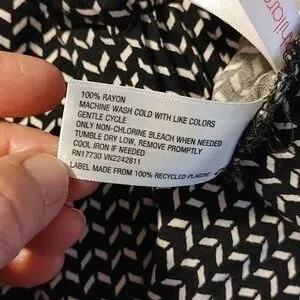 100% RAYON
MACHINE WASH COLD WITH LIKE COLORS
GENTLE CYCLE
ONLY NON-CHLORINE BLEACH WHEN NEEDED
TUMBLE DRY LOW, REMOVE PROMPTLY
COOL IRON IF NEEDED
RN17730 VN2242811
LABEL MADE FROM 100% RECYCLED PLASTIC